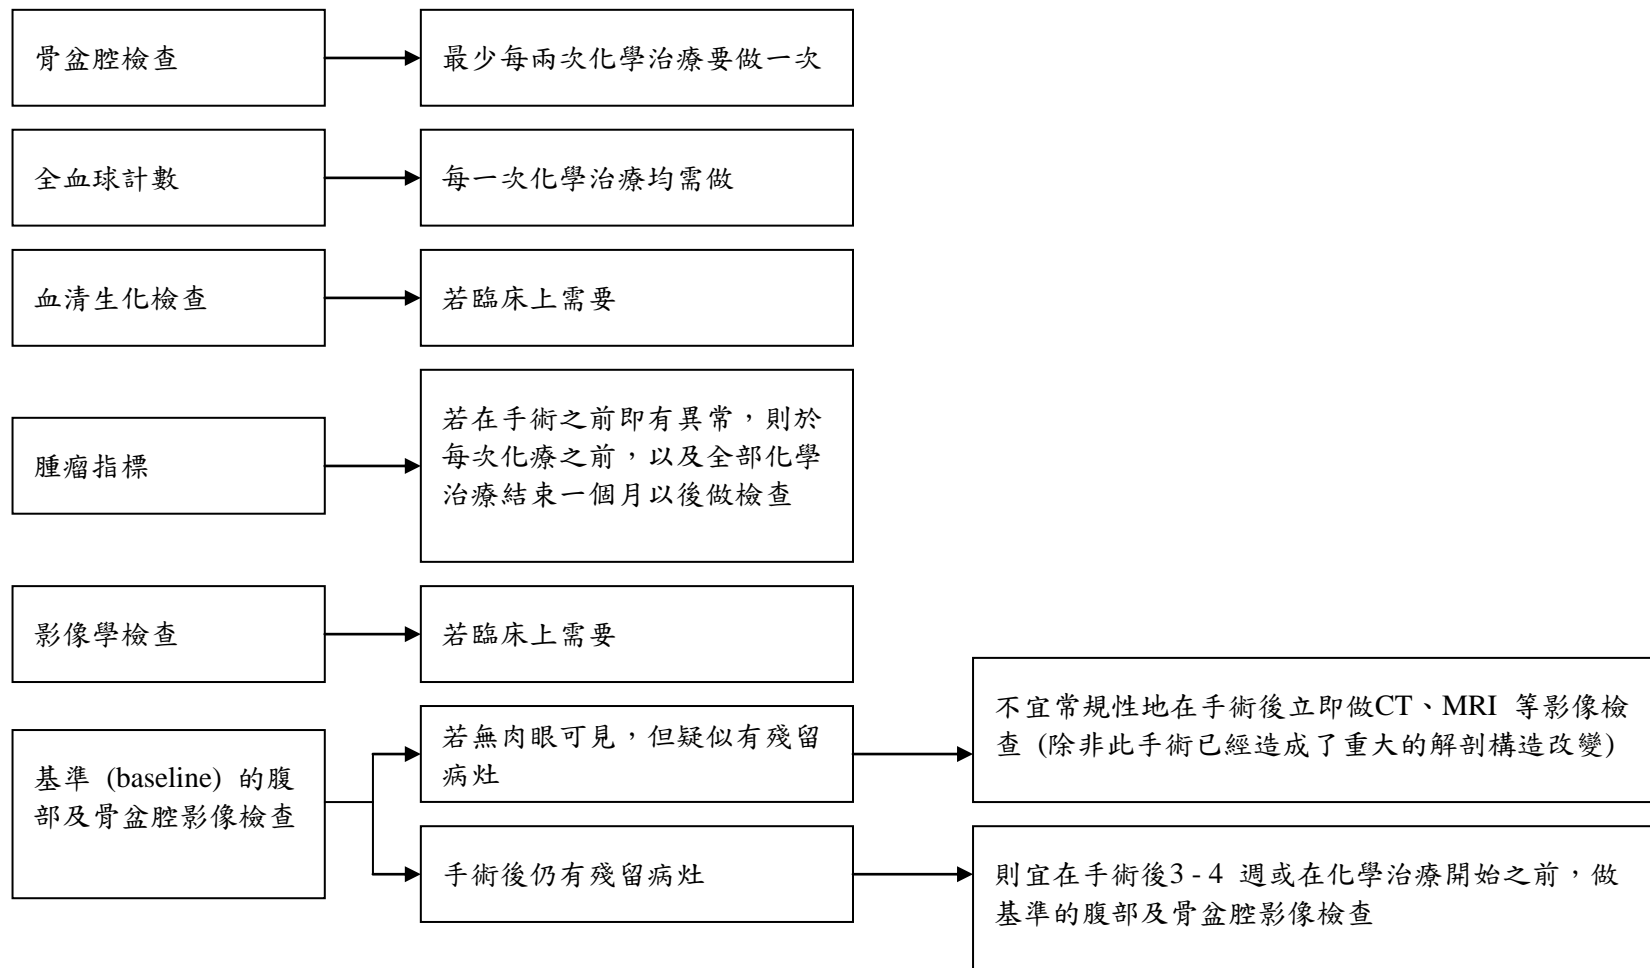 骨盆腔檢查
最少每兩次化學治療要做一次
全血球計數
每一次化學治療均需做
血清生化檢查
若臨床上需要
腫瘤指標
若在手術之前即有異常，則於
每次化療之前，以及全部化學
治療結束一個月以後做檢查
影像學檢查
若臨床上需要
基準 (baseline) 的腹
部及骨盆腔影像檢查
若無肉眼可見，但疑似有殘留
病灶
不宜常規性地在手術後立即做CT、MRI 等影像檢
查 (除非此手術已經造成了重大的解剖構造改變)
手術後仍有殘留病灶
則宜在手術後3 - 4 週或在化學治療開始之前，做
基準的腹部及骨盆腔影像檢查